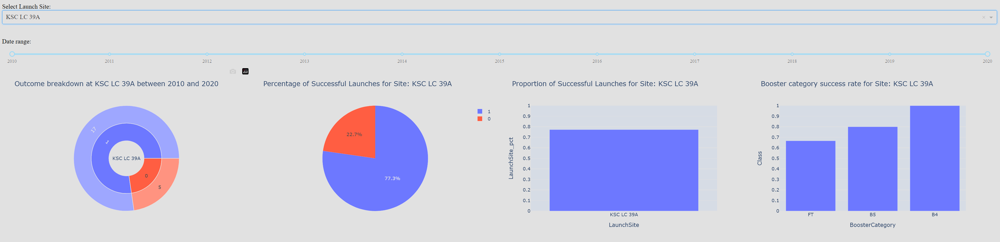 Select Launch Site:
KSC LC 39A
×
Date range:
2010 2011 2012 2013 2014 2015 2016 2017 2018 2019 2020
Outcome breakdown at KSC LC 39A between 2010 and 2020
17
1
KSC LC 39A
0
5
Percentage of Successful Launches for Site: KSC LC 39A
22.7%
77.3%
1
0
Proportion of Successful Launches for Site: KSC LC 39A
1
0.9
0.8
0.7
0.6
0.5
0.4
0.3
0.2
0.1
0
LaunchSite_pct
KSC LC 39A
LaunchSite
Booster category success rate for Site: KSC LC 39A
1
0.9
0.8
0.7
0.6
0.5
0.4
0.3
0.2
0.1
0
Class
FT B5 B4
BoosterCategory